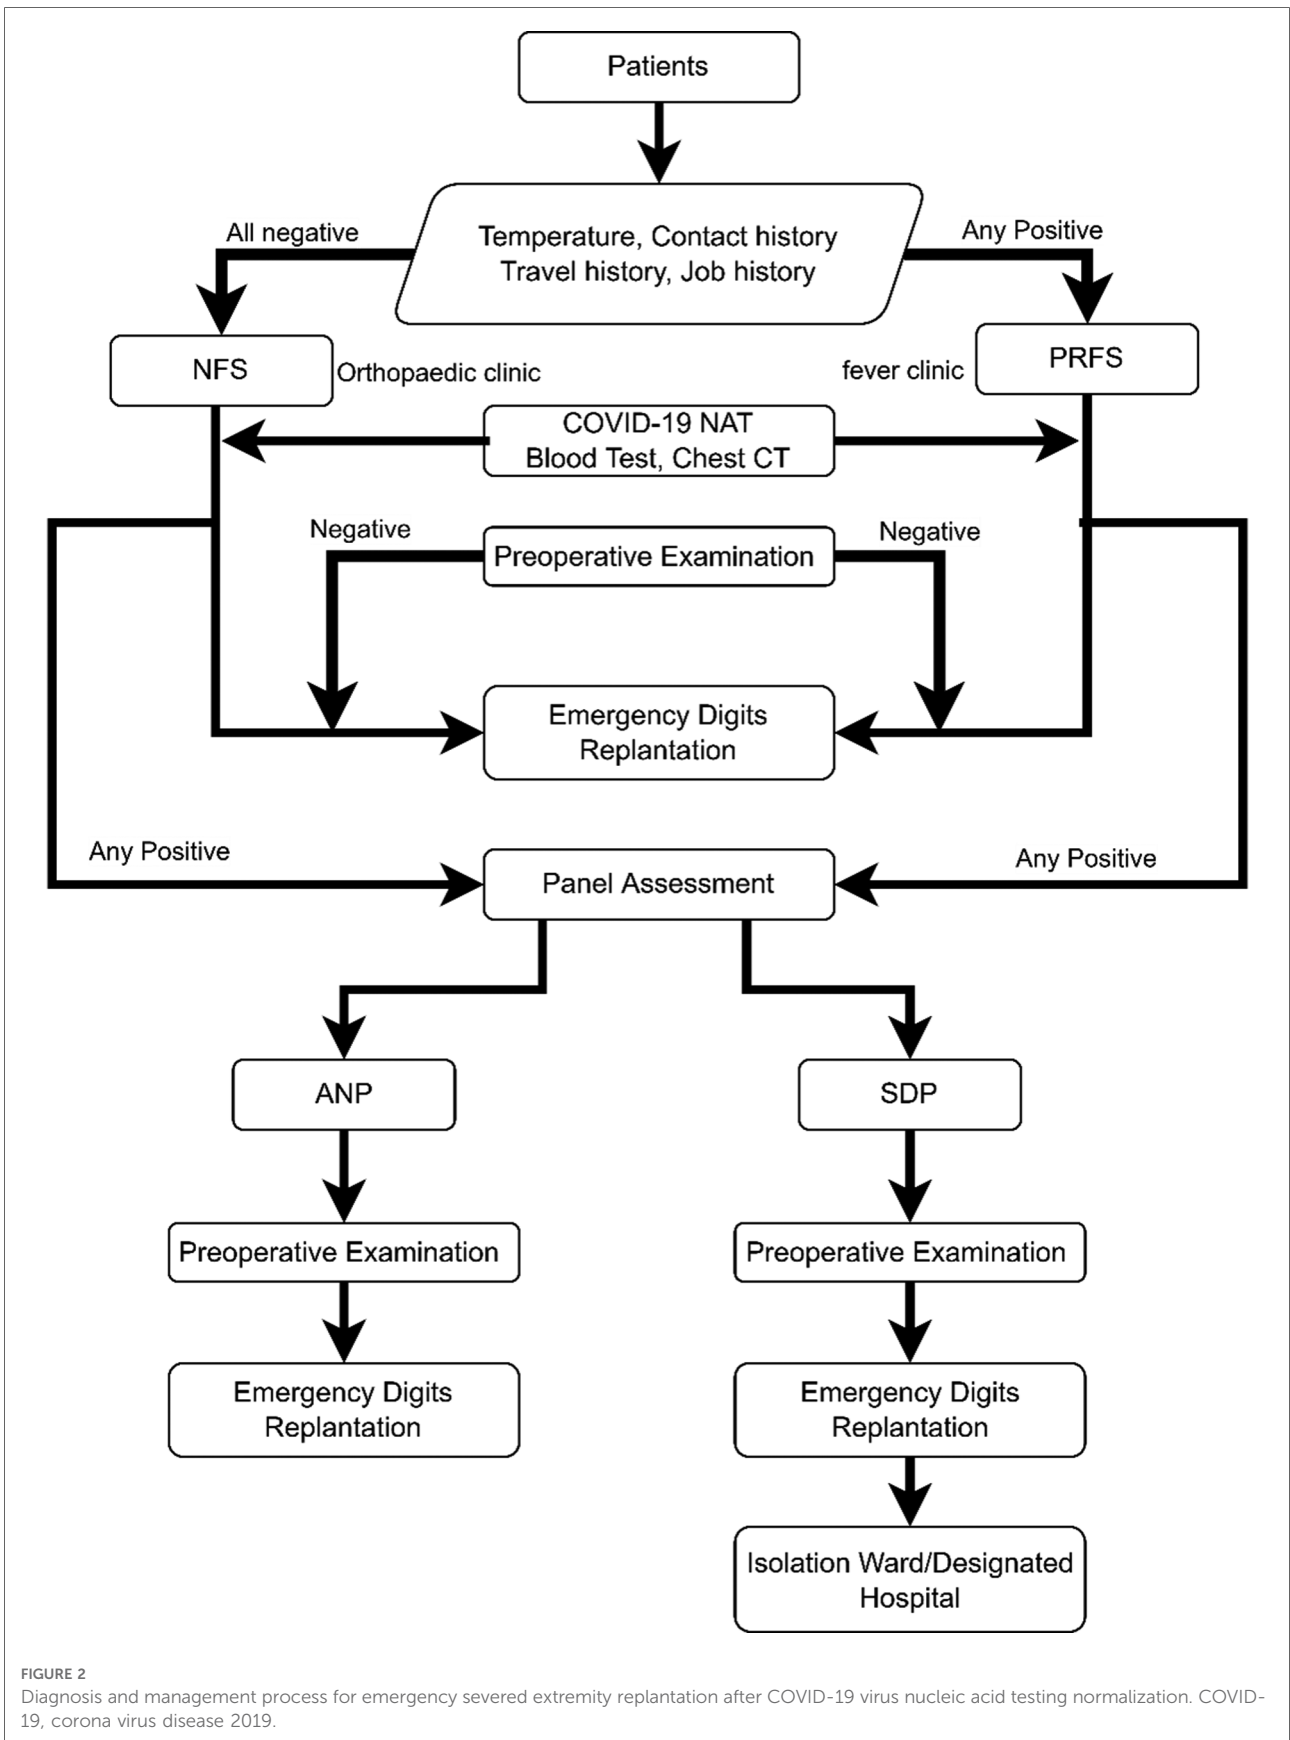 Patients
Temperature, Contact history
Travel history, Job history
All negative
Any Positive
NFS
Orthopaedic clinic
fever clinic
PRFS
COVID-19 NAT
Blood Test, Chest CT
Negative
Preoperative Examination
Negative
Emergency Digits
Replantation
Any Positive
Panel Assessment
Any Positive
ANP
SDP
Preoperative Examination
Preoperative Examination
Emergency Digits
Replantation
Emergency Digits
Replantation
Isolation Ward/Designated
Hospital
FIGURE 2
Diagnosis and management process for emergency severed extremity replantation after COVID-19 virus nucleic acid testing normalization. COVID-
19, corona virus disease 2019.